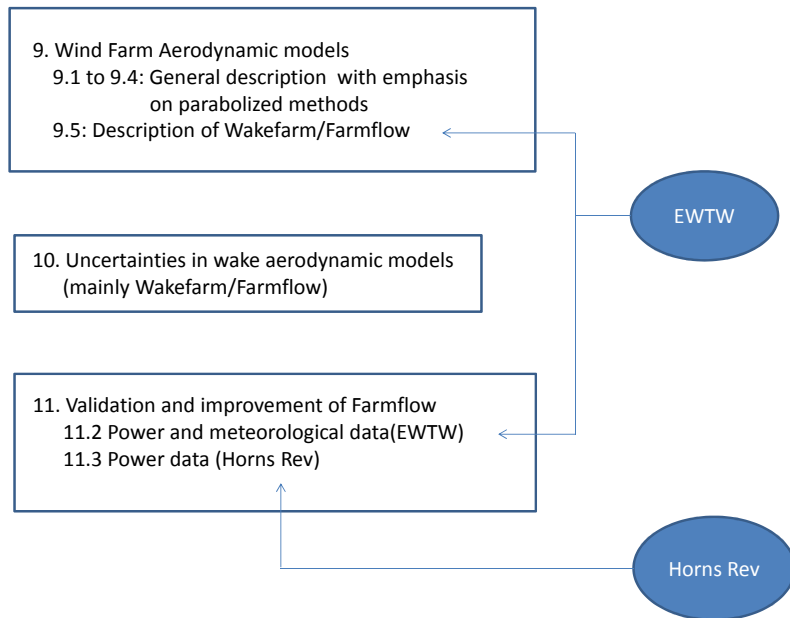 9. Wind Farm Aerodynamic models
9.1 to 9.4: General description with emphasis
on parabolized methods
9.5: Description of Wakefarm/Farmflow
EWTW
10. Uncertainties in wake aerodynamic models
(mainly Wakefarm/Farmflow)
11. Validation and improvement of Farmflow
11.2 Power and meteorological data(EWTW)
11.3 Power data (Horns Rev)
Horns Rev